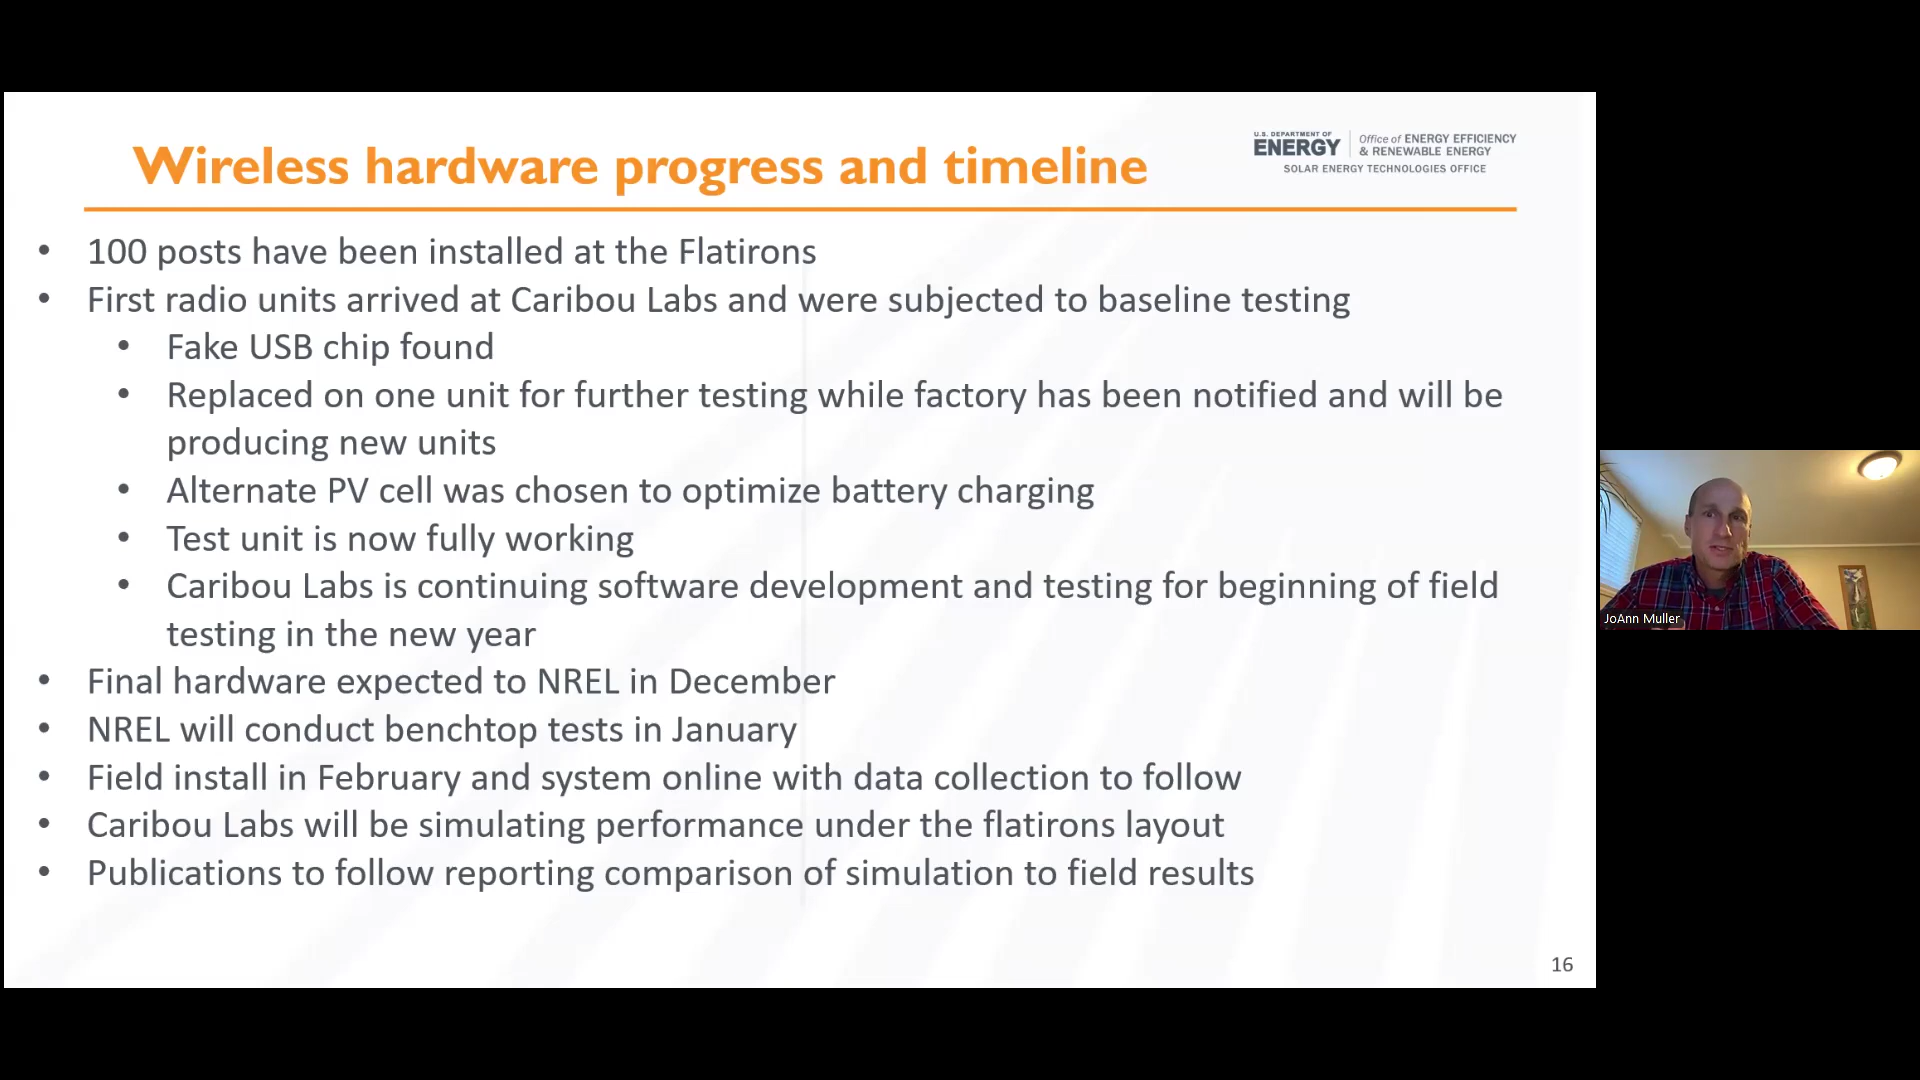 Wireless hardware progress and timeline
U.S. DEPARTMENT OF
ENERGY
Office of ENERGY EFFICIENCY
& RENEWABLE ENERGY
SOLAR ENERGY TECHNOLOGIES OFFICE
• 100 posts have been installed at the Flatirons
• First radio units arrived at Caribou Labs and were subjected to baseline testing
• Fake USB chip found
• Replaced on one unit for further testing while factory has been notified and will be
producing new units
• Alternate PV cell was chosen to optimize battery charging
• Test unit is now fully working
• Caribou Labs is continuing software development and testing for beginning of field
testing in the new year
• Final hardware expected to NREL in December
• NREL will conduct benchtop tests in January
• Field install in February and system online with data collection to follow
• Caribou Labs will be simulating performance under the flatirons layout
• Publications to follow reporting comparison of simulation to field results
16
JoAnn Muller